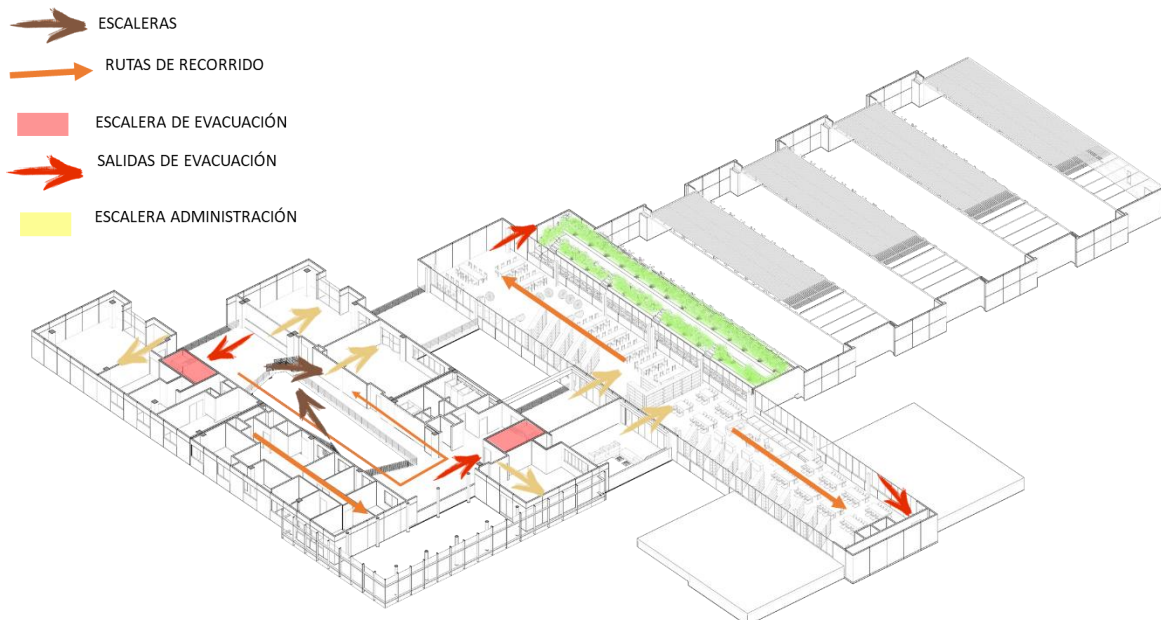 ESCALERAS
RUTAS DE RECORRIDO
ESCALERA DE EVACUACIÓN
SALIDAS DE EVACUACIÓN
ESCALERA ADMINISTRACIÓN